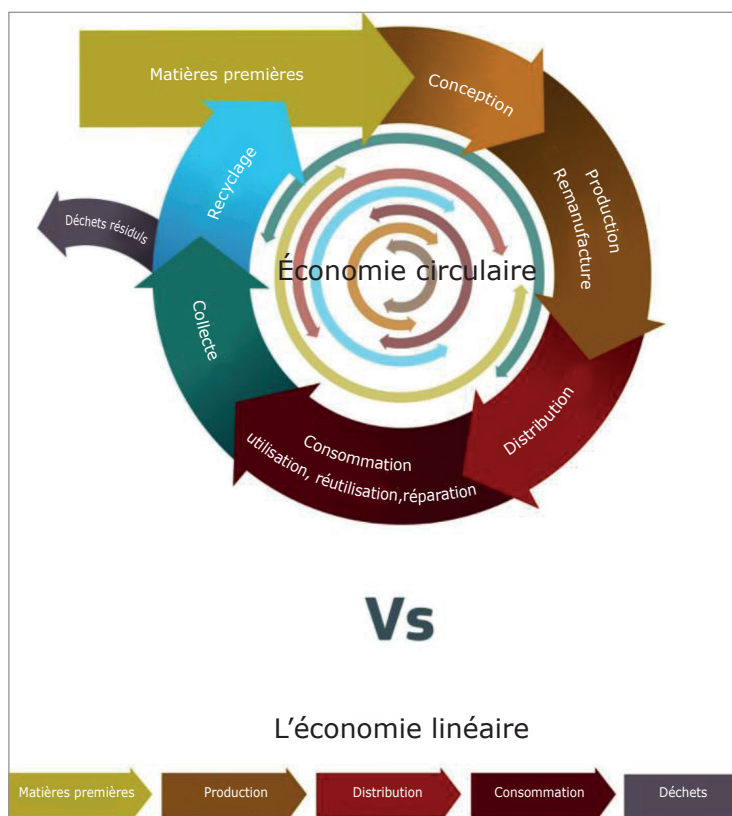 Matières premières
Conception
Production
Remanufacture
Distribution
Consommation
utilisation, réutilisation,réparation
Collecte
Recyclage
Déchets résiduls
Économie circulaire
Vs
L’économie linéaire
Matières premières
Production
Distribution
Consommation
Déchets